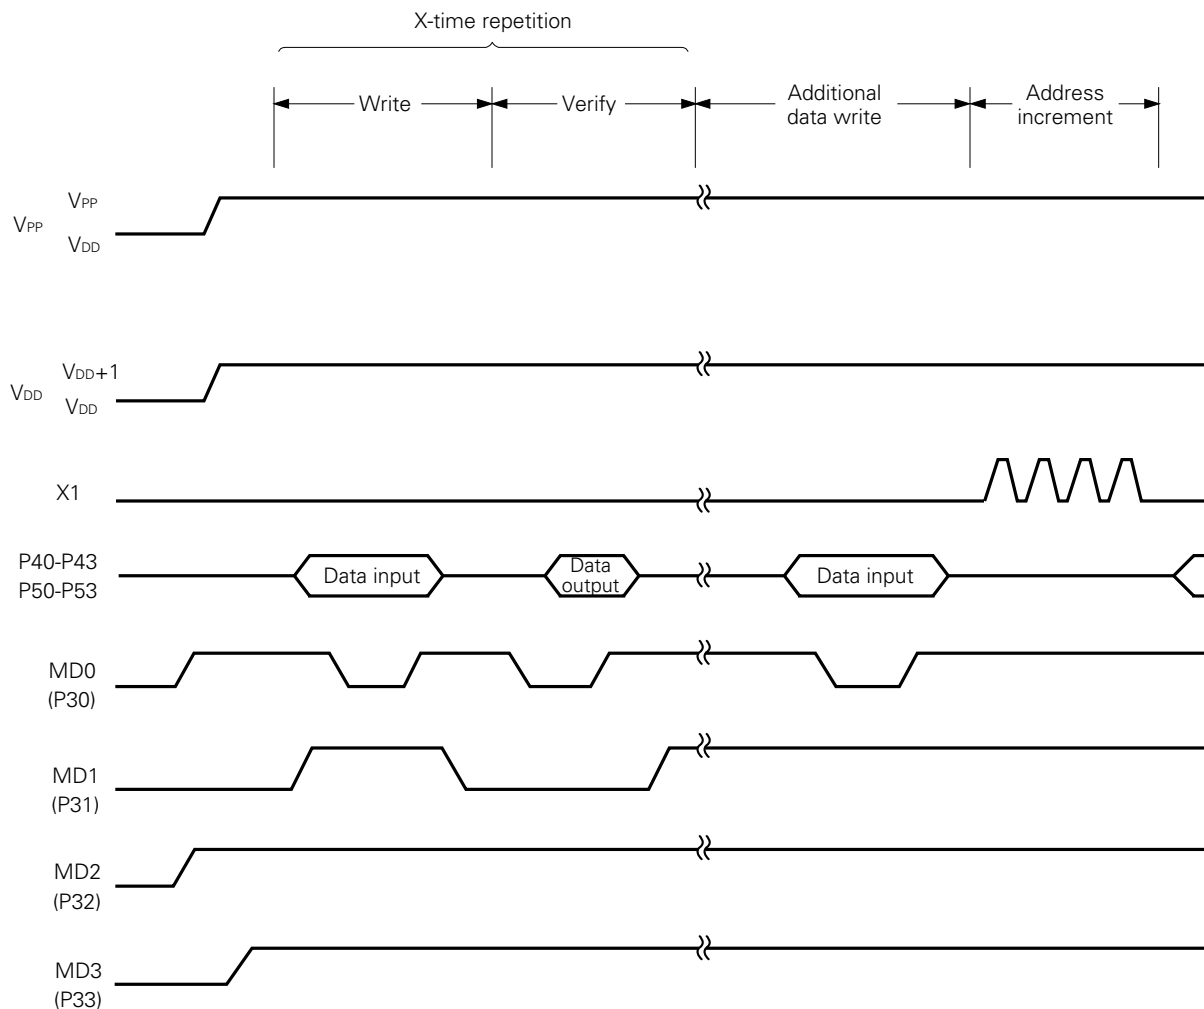 X-time repetition
Write
Verify
Additional
data write
Address
increment
VPP
VPP
VDD
VDD+1
VDD
VDD
X1
P40-P43
P50-P53
Data input
Data
output
Data input
MD0
(P30)
MD1
(P31)
MD2
(P32)
MD3
(P33)